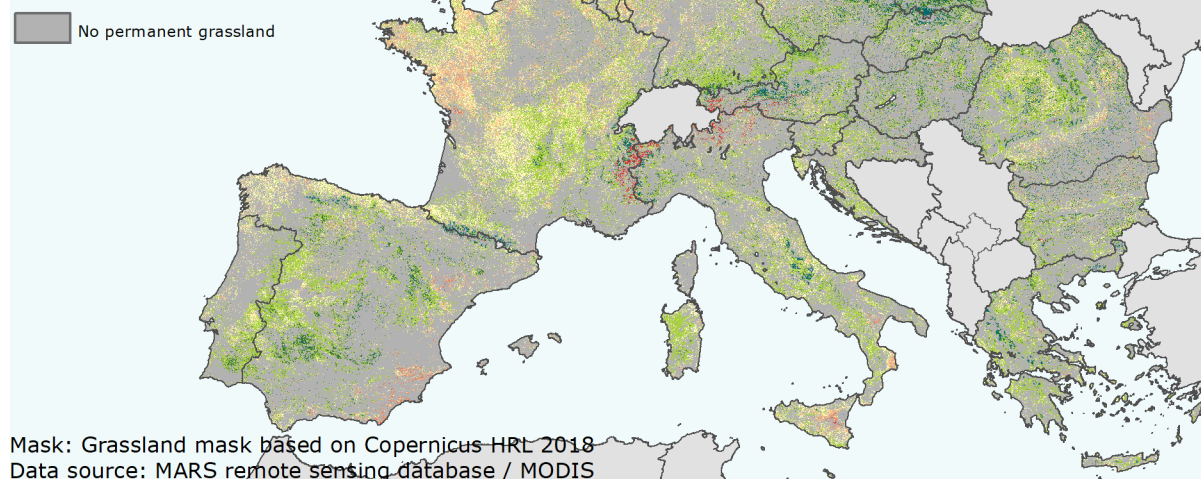 No permanent grassland
Mask: Grassland mask based on Copernicus HRL 2018
Data source: MARS remote sensing database / MODIS